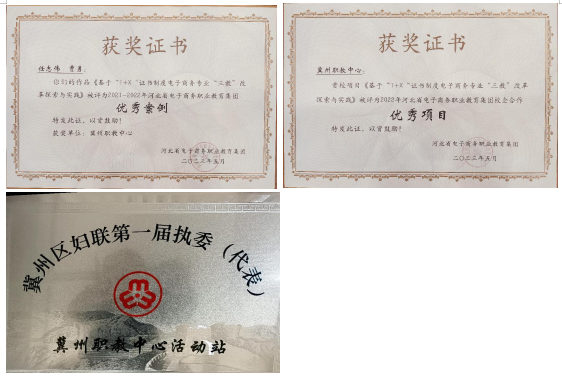 获奖证书
任志伟 曹勇:
你们的作品《基于"1+X"证书制度电子商务专业"三教"改
革探索与实践》被评为2021-2022年河北省电子商务职业教育集团
优秀案例
特发此证，以资鼓励！
获奖单位：冀州职教中心
河北省电子商务职业教育集团
二〇二三年五月
获奖证书
冀州职教中心:
贵校项目《基于"1+X"证书制度电子商务专业"三教"改革
探索与实践》被评为2022年河北省电子商务职业教育集团校企合作
优秀项目
特发此证，以资鼓励！
河北省电子商务职业教育集团
冀州区妇联第一届执委（代表）
冀州职教中心活动站